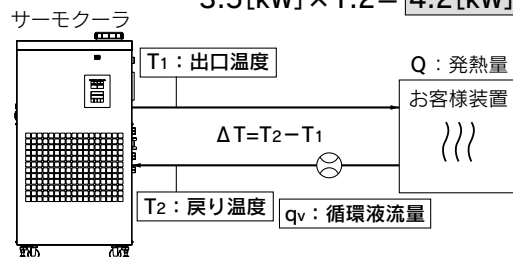 3.5[kW]×1.2= 4.2[kW]
サーモクーラ
T1：出口温度
Q：発熱量
お客様装置
ΔT=T2−T1
T2：戻り温度
qv：循環液流量